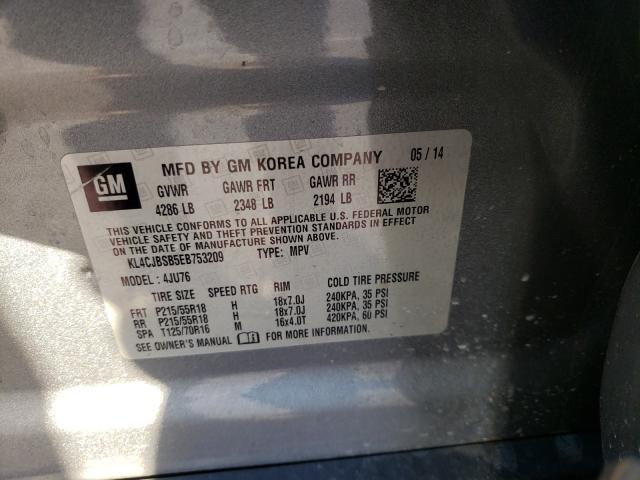 GM
MFD BY GM KOREA COMPANY 05 / 14
GVWR GAWR FRT GAWR RR
4286 LB 2348 LB 2194 LB
THIS VEHICLE CONFORMS TO ALL APPLICABLE U.S. FEDERAL MOTOR
VEHICLE SAFETY AND THEFT PREVENTION STANDARDS IN EFFECT
ON THE DATE OF MANUFACTURE SHOWN ABOVE.
KL4CJBSB5EB753209 TYPE: MPV
MODEL: 4JU76
TIRE SIZE SPEED RTG RIM COLD TIRE PRESSURE
FRT P215/55R18 H 18x7.0J 240KPA, 35 PSI
RR P215/55R18 H 18x7.0J 240KPA, 35 PSI
SPA T125/70R16 M 16x4.0T 420KPA, 60 PSI
SEE OWNER'S MANUAL FOR MORE INFORMATION.